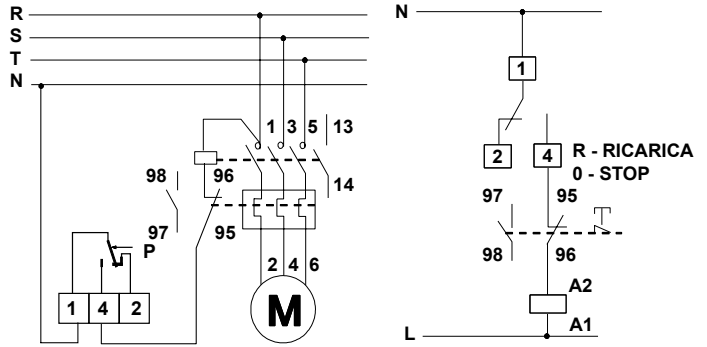 R
S
T
N
1 3 5 13
14
98
96
97
95
P
2 4 6
1 4 2
M
N
1
2
4
R - RICARICA
0 - STOP
97
95
98
96
A2
A1
L